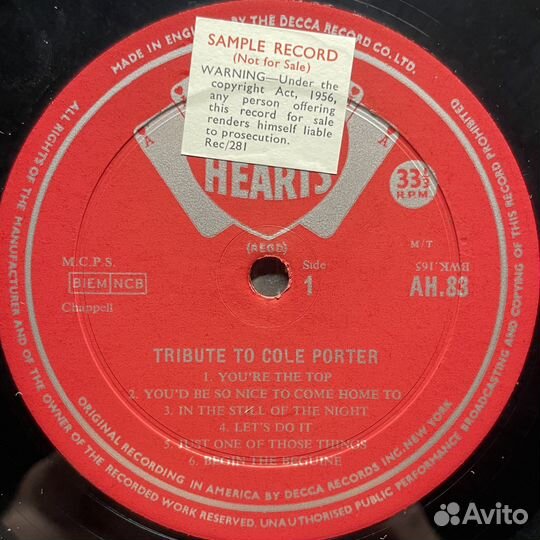 MADE IN ENGLAND BY THE DECCA RECORD CO. LTD.
SAMPLE RECORD
(Not for Sale)
WARNING—Under the
copyright Act, 1956,
any person offering
this record for sale
renders himself liable
to prosecution.
Rec/281
A
A
HEARTS
33⅓
R.P.M.
(REGD)
M.C.P.S.
BIEM NCB
Chappell
Side
1
M/T
BWK.165
AH.83
TRIBUTE TO COLE PORTER
1. YOU'RE THE TOP
2. YOU'D BE SO NICE TO COME HOME TO
3. IN THE STILL OF THE NIGHT
4. LET'S DO IT
5. JUST ONE OF THOSE THINGS
6. BEGIN THE BEGUINE
ORIGINAL RECORDING IN AMERICA BY DECCA RECORDS INC. NEW YORK
ALL RIGHTS OF THE MANUFACTURER AND OF THE OWNER OF THE RECORDED WORK RESERVED. UNAUTHORISED PUBLIC PERFORMANCE BROADCASTING AND COPYING OF THIS RECORD PROHIBITED
Avito